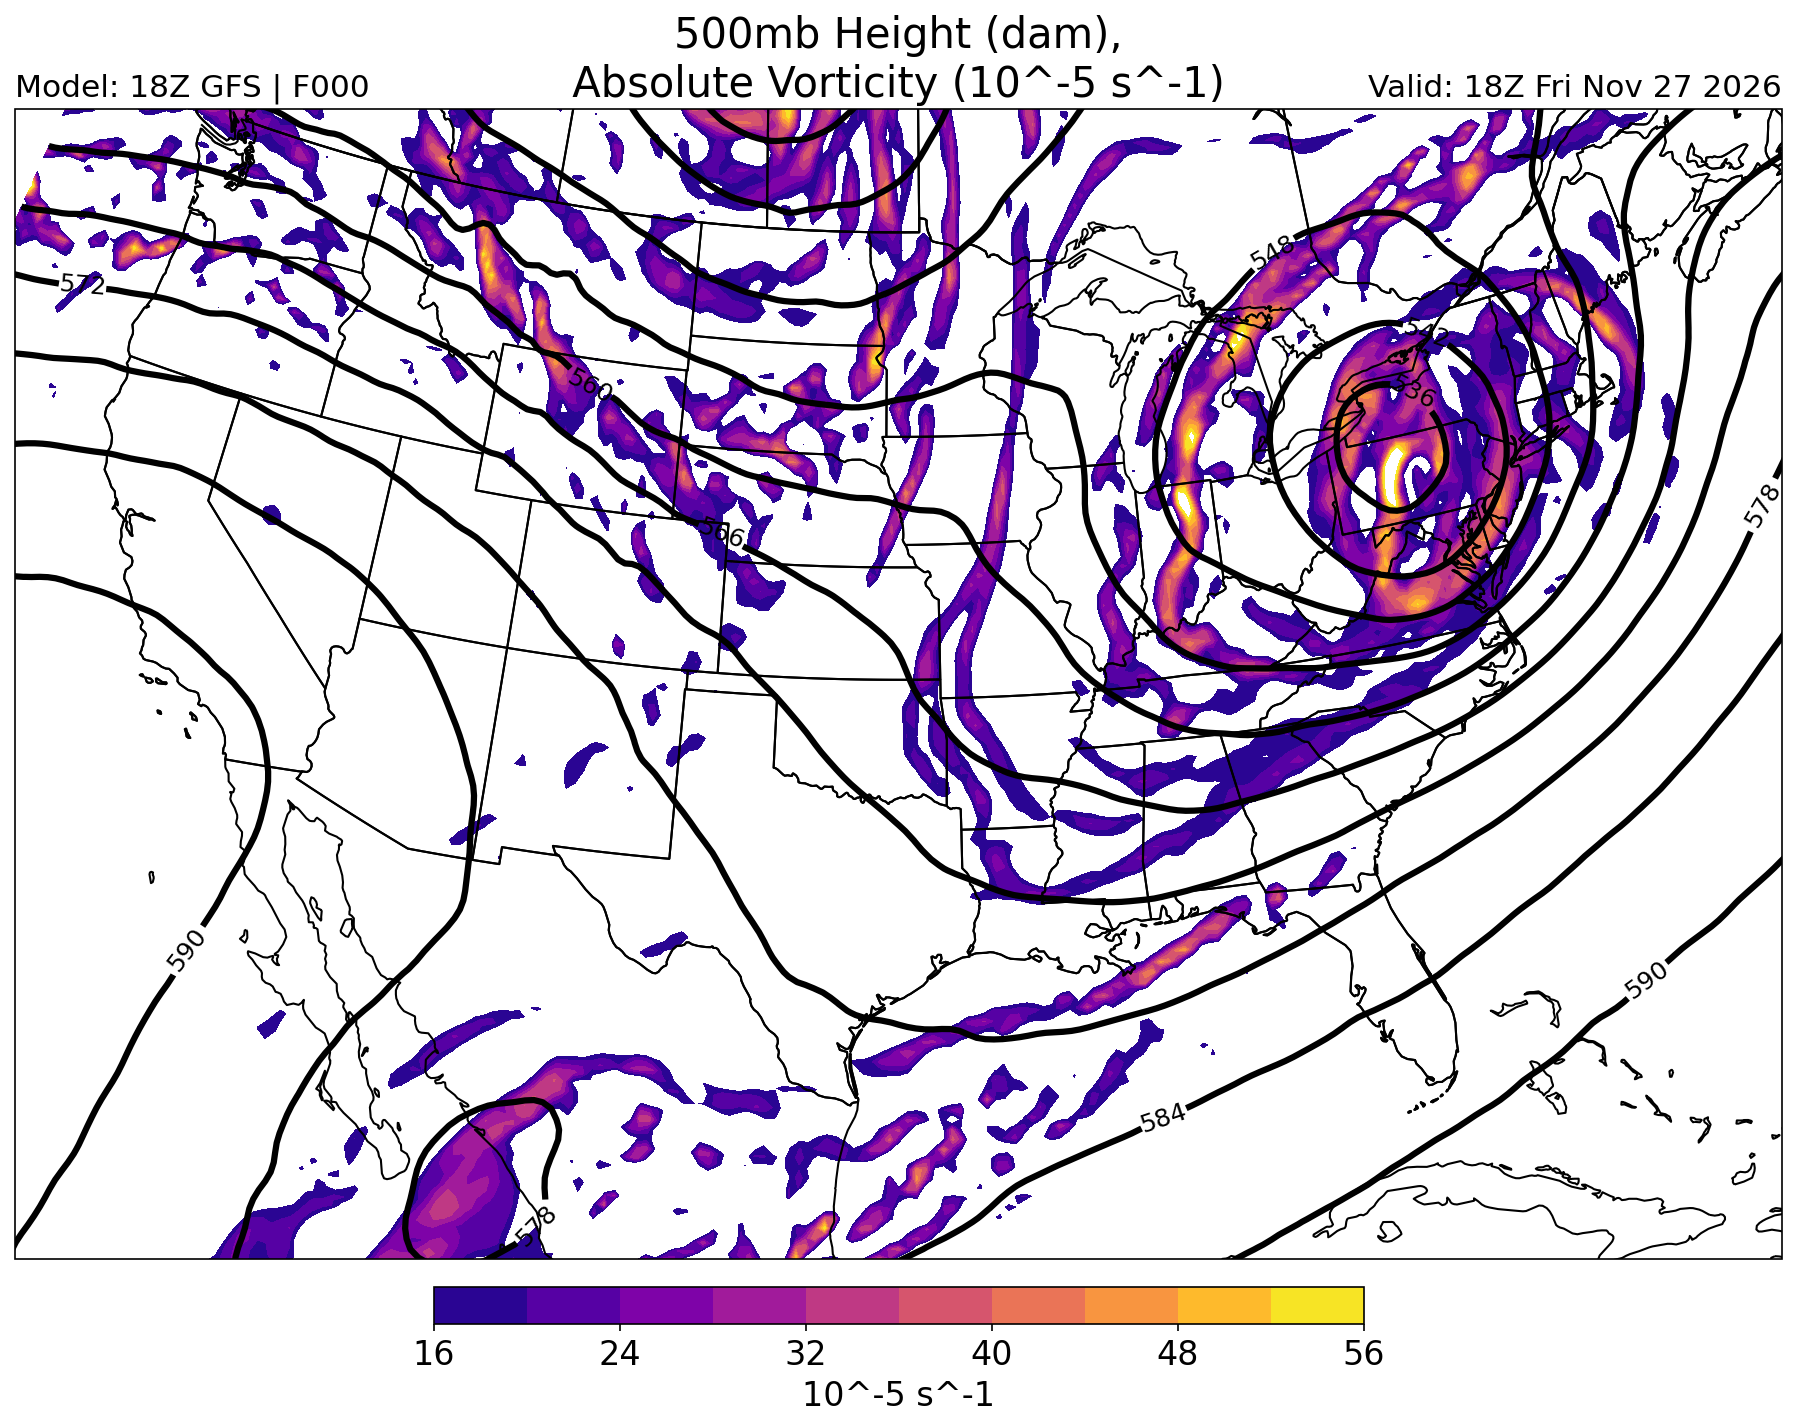 500mb Height (dam),
Absolute Vorticity (10^-5 s^-1)
Model: 18Z GFS | F000
Valid: 18Z Fri Nov 27 2026
548
572
542
560
536
578
566
590
590
584
578
16 24 32 40 48 56
10^-5 s^-1